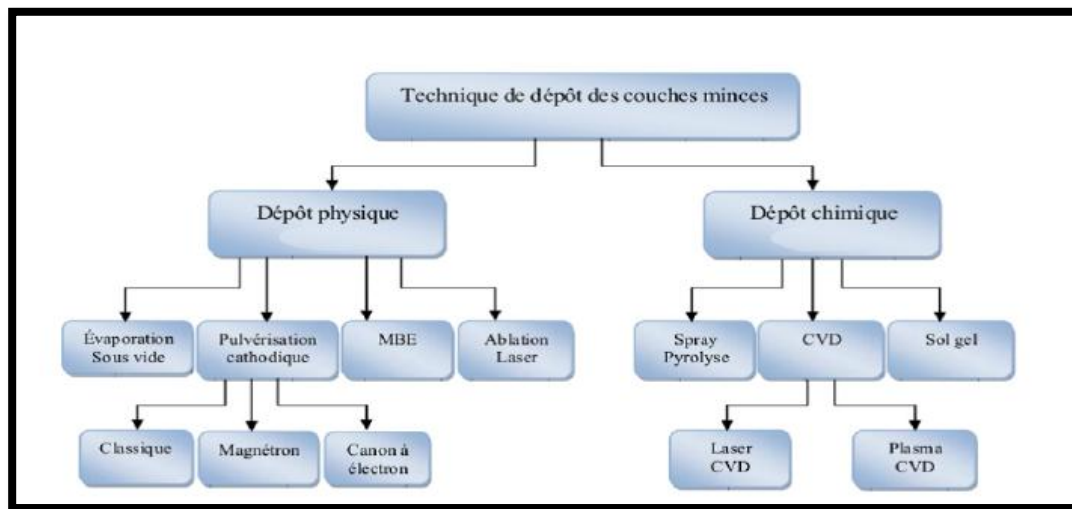 Technique de dépôt des couches minces
Dépôt physique
Dépôt chimique
Évaporation
Sous vide
Pulvérisation
cathodique
MBE
Ablation
Laser
Spray
Pyrolyse
CVD
Sol gel
Classique
Magnétron
Canon à
électron
Laser
CVD
Plasma
CVD